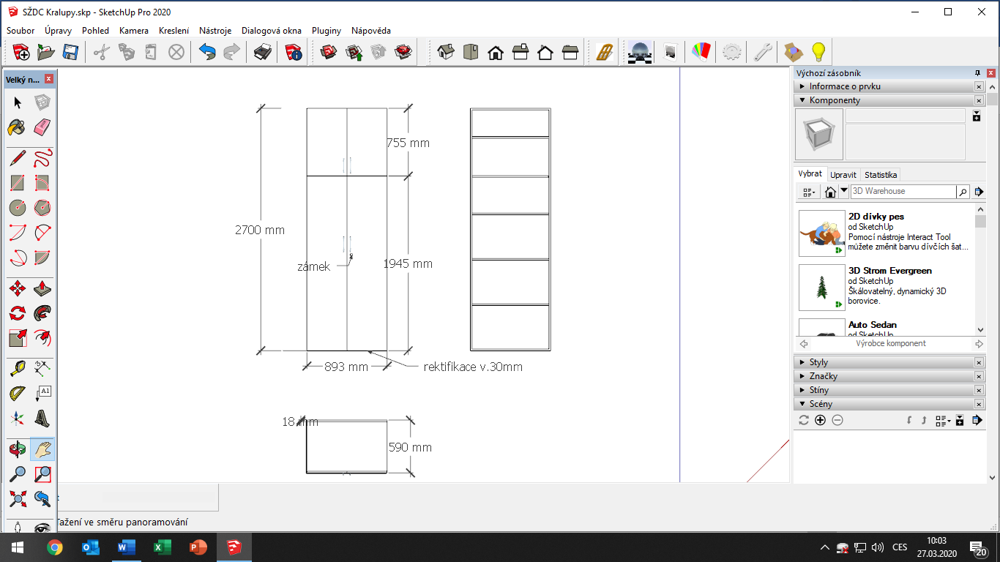 SŽDC Kralupy.skp - SketchUp Pro 2020
Soubor Úpravy Pohled Kamera Kreslení Nástroje Dialogová okna Pluginy Nápověda
Velký n...
Výchozí zásobník
Informace o prvku
Komponenty
Vybrat Upravit Statistika
3D Warehouse
2D dívky pes
od SketchUp
Pomocí nástroje Interact Tool
můžete změnit barvu dívčích šat...
3D Strom Evergreen
od SketchUp
Škálovatelný, dynamický 3D
borovice.
Auto Sedan
od SketchUp
Výrobce komponent
Styly
Značky
Stíny
Scény
755 mm
2700 mm
zámek
1945 mm
893 mm
rektifikace v.30mm
18 mm
590 mm
A1
Tažení ve směru panoramování
CES
10:03
27.03.2020
20